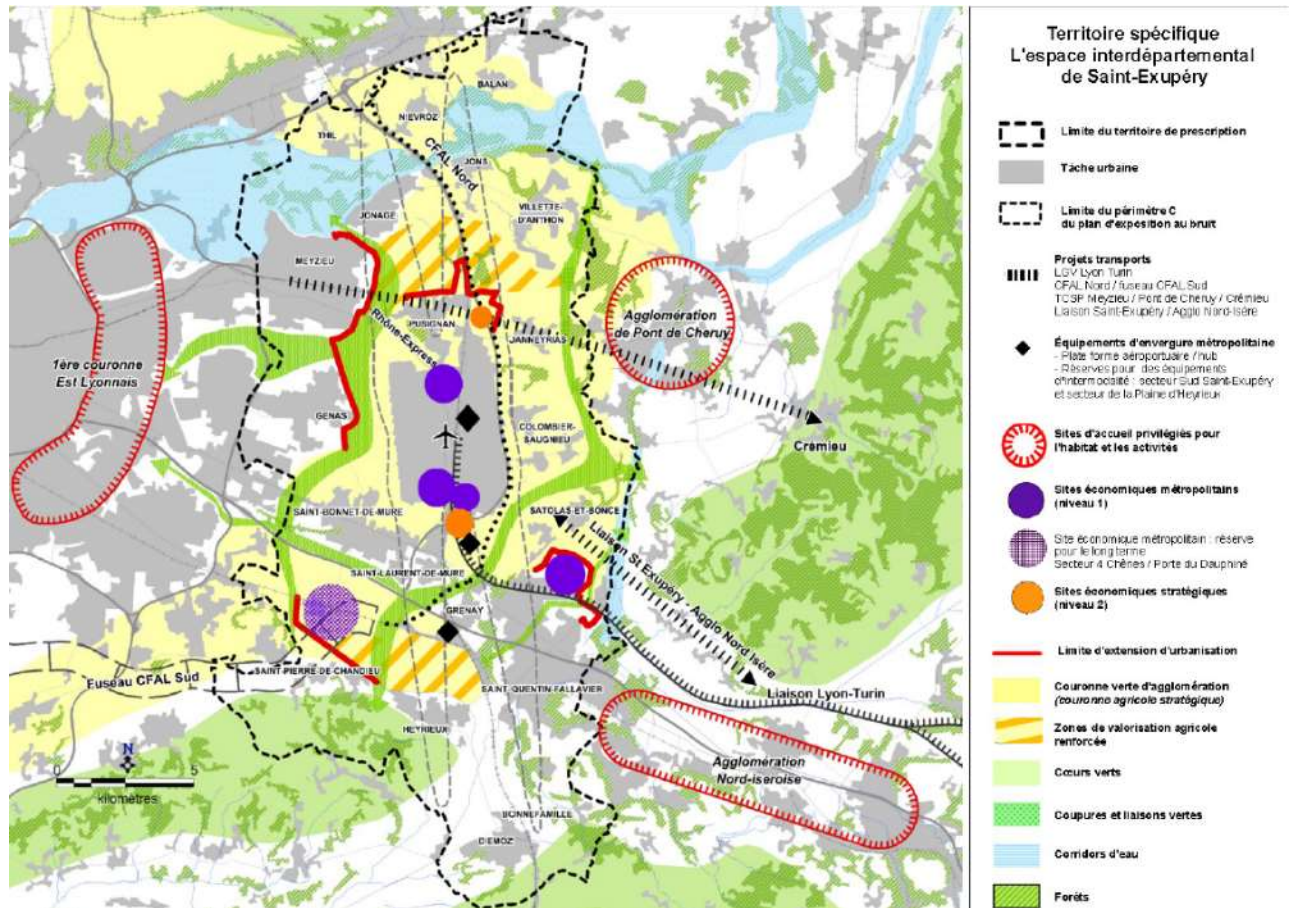 BALAN
NIEVROZ
THIL
CFAL Nord
JONS
VILLETTE-
D'ANTHON
JONAGE
MEYZIEU
Rhône-Express
PUSIGNAN
JANNEYRIAS
Agglomération
de Pont de Cheruy
1ère couronne
Est Lyonnais
GENAS
COLOMBIER-
SAUGNIEU
Crémieu
SAINT-BONNET-DE-MURE
SATOLAS-ET-BONCE
Liaison St Exupéry - Agglo Nord Isère
SAINT-LAURENT-DE-MURE
GRENAY
SAINT-PIERRE-DE-CHANDIEU
Fuseau CFAL Sud
SAINT-QUENTIN-FALLAVIER
Liaison Lyon-Turin
HEYRIEUX
N
0 5
kilomètres
Agglomération
Nord-iseroise
BONNEFAMILLE
DIEMOZ
Territoire spécifique
L'espace interdépartemental
de Saint-Exupéry
Limite du territoire de prescription
Tâche urbaine
Limite du périmètre C
du plan d'exposition au bruit
Projets transports
LGV Lyon Turin
CFAL Nord / fuseau CFAL Sud
TCSP Meyzieu / Pont de Cheruy / Crémieu
Liaison Saint-Exupéry / Agglo Nord-Isère
Équipements d'envergure métropolitaine
- Plate forme aéroportuaire / hub
- Réserves pour des équipements
d'intermodalité : secteur Sud Saint-Exupéry
et secteur de la Plaine d'Heyrieux
Sites d'accueil privilégiés pour
l'habitat et les activités
Sites économiques métropolitains
(niveau 1)
Site économique métropolitain : réserve
pour le long terme
Secteur 4 Chênes / Porte du Dauphiné
Sites économiques stratégiques
(niveau 2)
Limite d'extension d'urbanisation
Couronne verte d'agglomération
(couronne agricole stratégique)
Zones de valorisation agricole
renforcée
Cœurs verts
Coupures et liaisons vertes
Corridors d'eau
Forêts